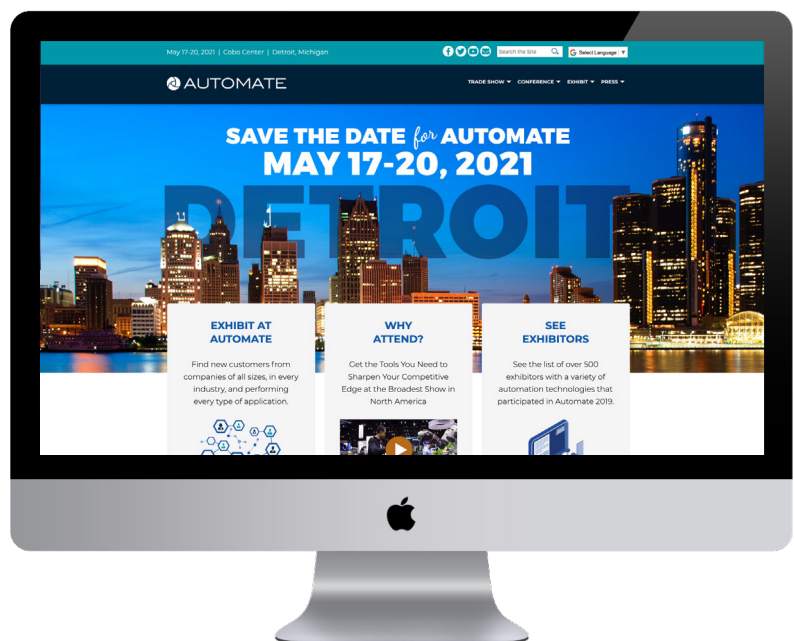 May 17-20, 2021 | Cobo Center | Detroit, Michigan
Search the Site
Select Language
AUTOMATE
TRADE SHOW CONFERENCE EXHIBIT PRESS
SAVE THE DATE for AUTOMATE
MAY 17-20, 2021
DETROIT
EXHIBIT AT
AUTOMATE
Find new customers from
companies of all sizes, in every
industry, and performing
every type of application.
WHY
ATTEND?
Get the Tools You Need to
Sharpen Your Competitive
Edge at the Broadest Show in
North America
SEE
EXHIBITORS
See the list of over 500
exhibitors with a variety of
automation technologies that
participated in Automate 2019.